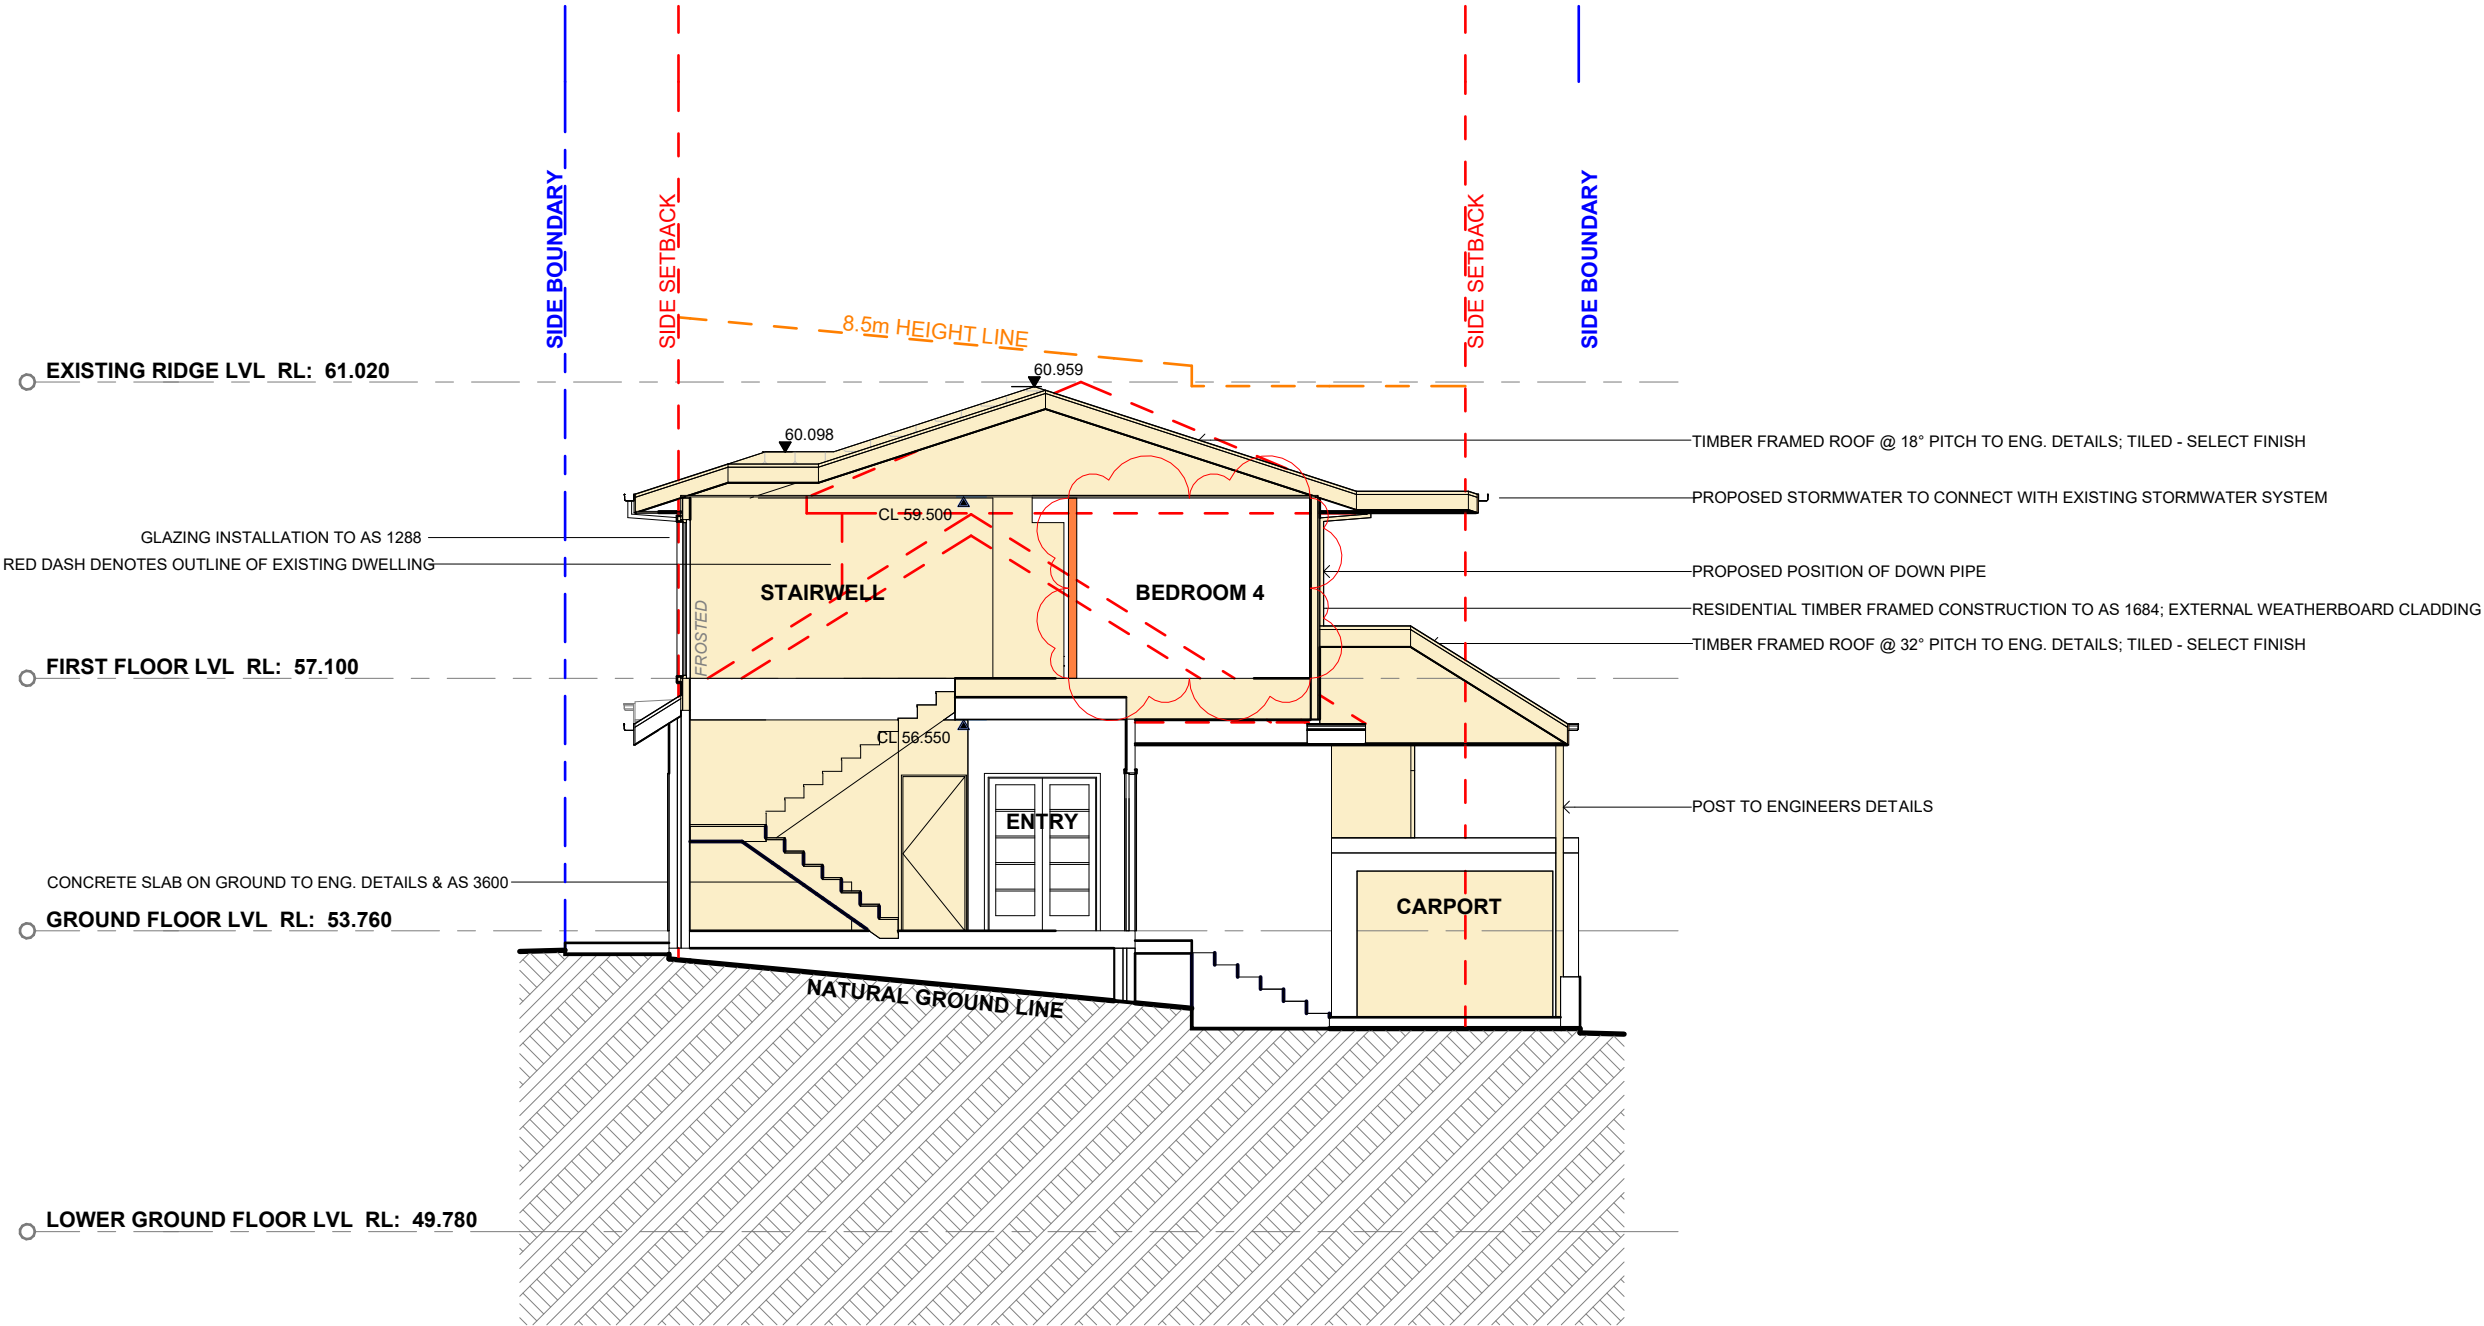 SIDE BOUNDARY
SIDE SETBACK
SIDE SETBACK
SIDE BOUNDARY
8.5m HEIGHT LINE
EXISTING RIDGE LVL RL: 61.020
60.959
60.098
TIMBER FRAMED ROOF @ 18° PITCH TO ENG. DETAILS; TILED - SELECT FINISH
PROPOSED STORMWATER TO CONNECT WITH EXISTING STORMWATER SYSTEM
CL 59.500
GLAZING INSTALLATION TO AS 1288
RED DASH DENOTES OUTLINE OF EXISTING DWELLING
PROPOSED POSITION OF DOWN PIPE
STAIRWELL
BEDROOM 4
RESIDENTIAL TIMBER FRAMED CONSTRUCTION TO AS 1684; EXTERNAL WEATHERBOARD CLADDING
FROSTED
TIMBER FRAMED ROOF @ 32° PITCH TO ENG. DETAILS; TILED - SELECT FINISH
FIRST FLOOR LVL RL: 57.100
CL 56.550
POST TO ENGINEERS DETAILS
ENTRY
CONCRETE SLAB ON GROUND TO ENG. DETAILS & AS 3600
CARPORT
GROUND FLOOR LVL RL: 53.760
NATURAL GROUND LINE
LOWER GROUND FLOOR LVL RL: 49.780